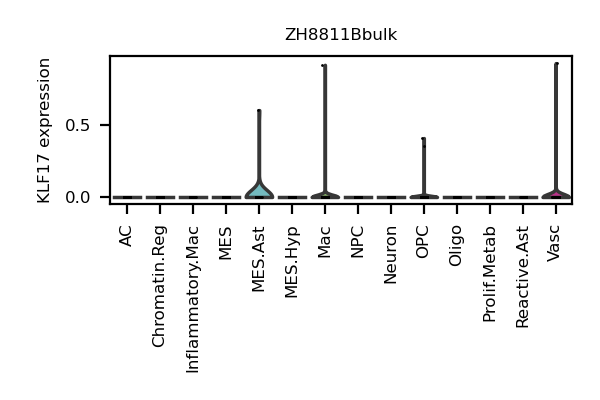 ZH8811Bbulk
KLF17 expression
0.5
0.0
AC
Chromatin.Reg
Inflammatory.Mac
MES
MES.Ast
MES.Hyp
Mac
NPC
Neuron
OPC
Oligo
Prolif.Metab
Reactive.Ast
Vasc